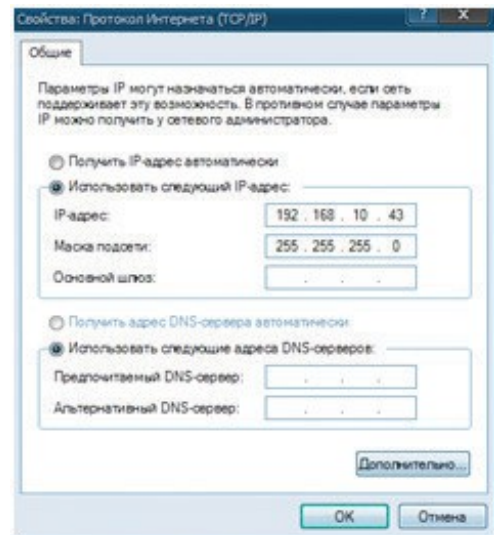 Свойства: Протокол Интернета (TCP/IP)
? X
Общие
Параметры IP могут назначаться автоматически, если сеть
поддерживает эту возможность. В противном случае параметры
IP можно получить у сетевого администратора.
Получить IP-адрес автоматически
Использовать следующий IP-адрес:
IP-адрес: 192 . 168 . 10 . 43
Маска подсети: 255 . 255 . 255 . 0
Основной шлюз: . . .
Получить адрес DNS-сервера автоматически
Использовать следующие адреса DNS-серверов:
Предпочитаемый DNS-сервер: . . .
Альтернативный DNS-сервер: . . .
Дополнительно...
OK Отмена